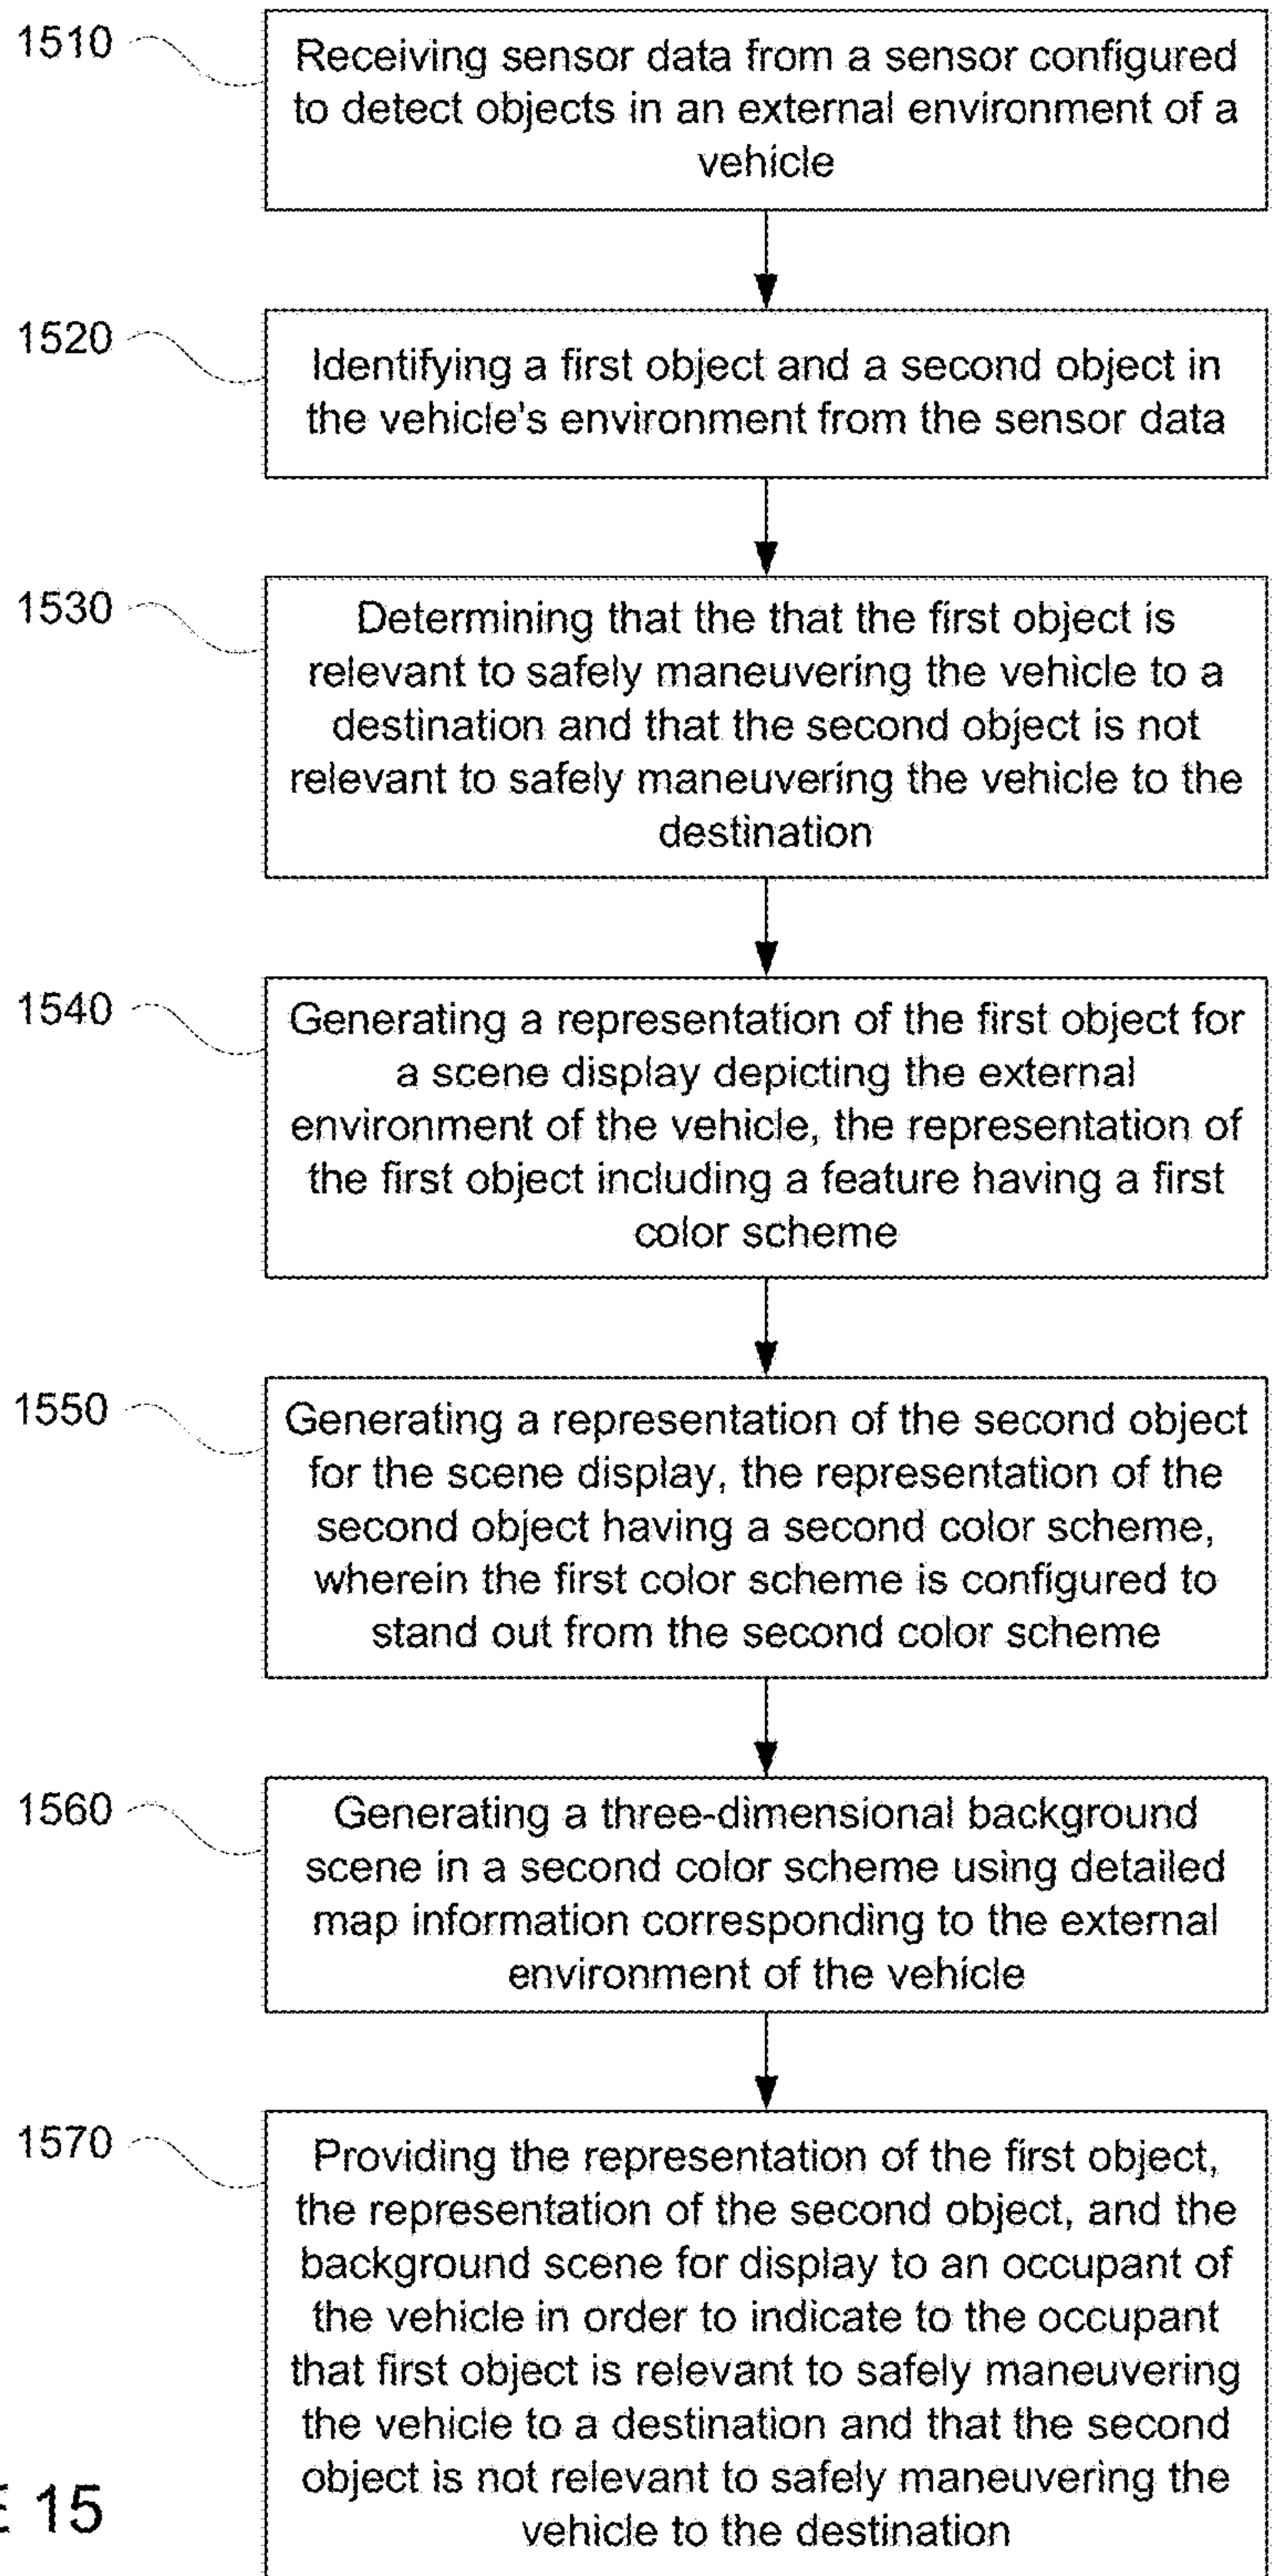 1510
Receiving sensor data from a sensor configured
to detect objects in an external environment of a
vehicle
1520
Identifying a first object and a second object in
the vehicle's environment from the sensor data
1530
Determining that the that the first object is
relevant to safely maneuvering the vehicle to a
destination and that the second object is not
relevant to safely maneuvering the vehicle to the
destination
1540
Generating a representation of the first object for
a scene display depicting the external
environment of the vehicle, the representation of
the first object including a feature having a first
color scheme
1550
Generating a representation of the second object
for the scene display, the representation of the
second object having a second color scheme,
wherein the first color scheme is configured to
stand out from the second color scheme
1560
Generating a three-dimensional background
scene in a second color scheme using detailed
map information corresponding to the external
environment of the vehicle
1570
Providing the representation of the first object,
the representation of the second object, and the
background scene for display to an occupant of
the vehicle in order to indicate to the occupant
that first object is relevant to safely maneuvering
the vehicle to a destination and that the second
object is not relevant to safely maneuvering the
vehicle to the destination
E 15